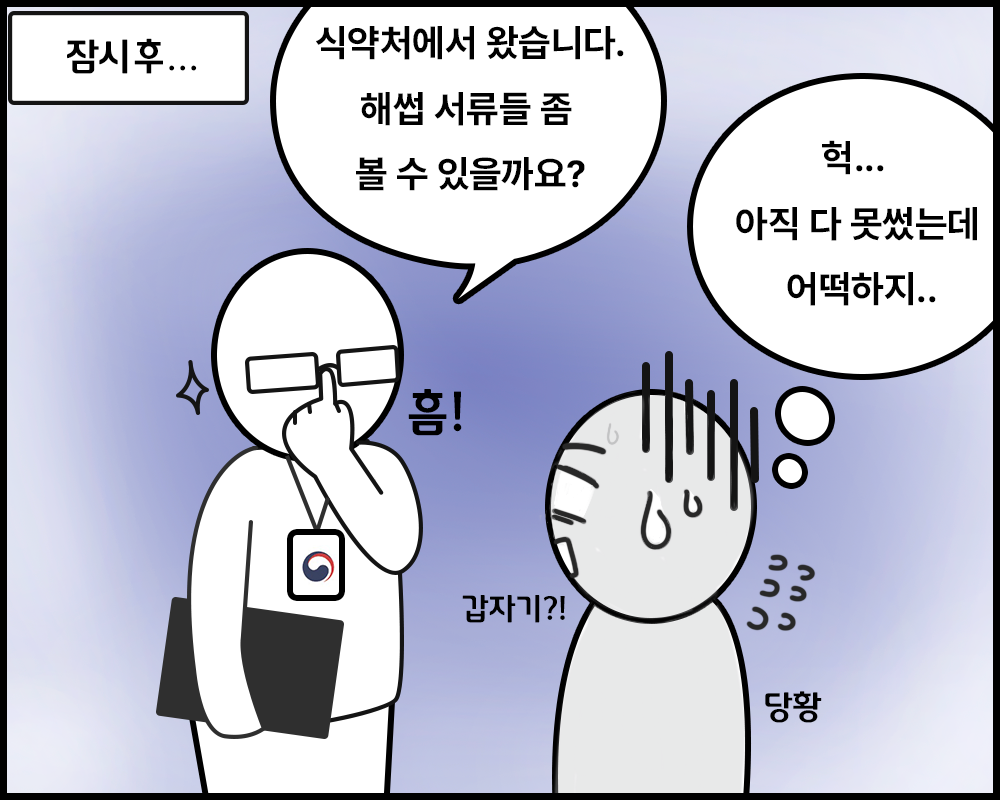 잠시후...
식약처에서 왔습니다.
해썹 서류들 좀
볼 수 있을까요?
헉...
아직 다 못썼는데
어떡하지..
흠!
갑자기?!
당황